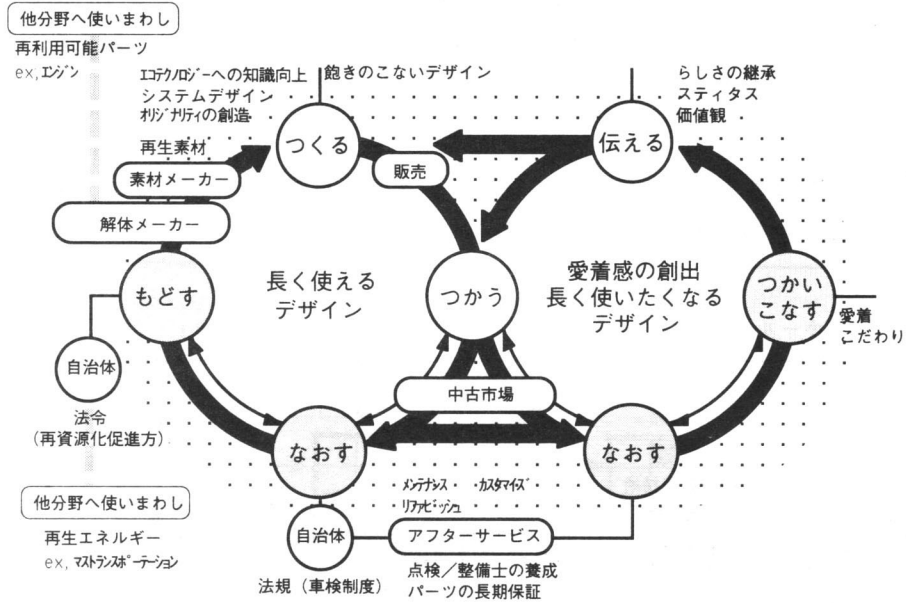 他分野へ使いまわし
再利用可能パーツ
ex,エンジン
エコテクノロジーへの知識向上
システムデザイン
オリジナリティの創造
飽きのこないデザイン
らしさの継承
スティタス
価値観
つくる
伝える
再生素材
素材メーカー
販売
解体メーカー
もどす
長く使える
デザイン
つかう
愛着感の創出
長く使いたくなる
デザイン
つかい
こなす
愛着
こだわり
自治体
法令
(再資源化促進方)
中古市場
なおす
なおす
メンテナンス
カスタマイズ
リファビッシュ
他分野へ使いまわし
再生エネルギー
ex,マストランスポーテーション
自治体
法規(車検制度)
アフターサービス
点検/整備士の養成
パーツの長期保証